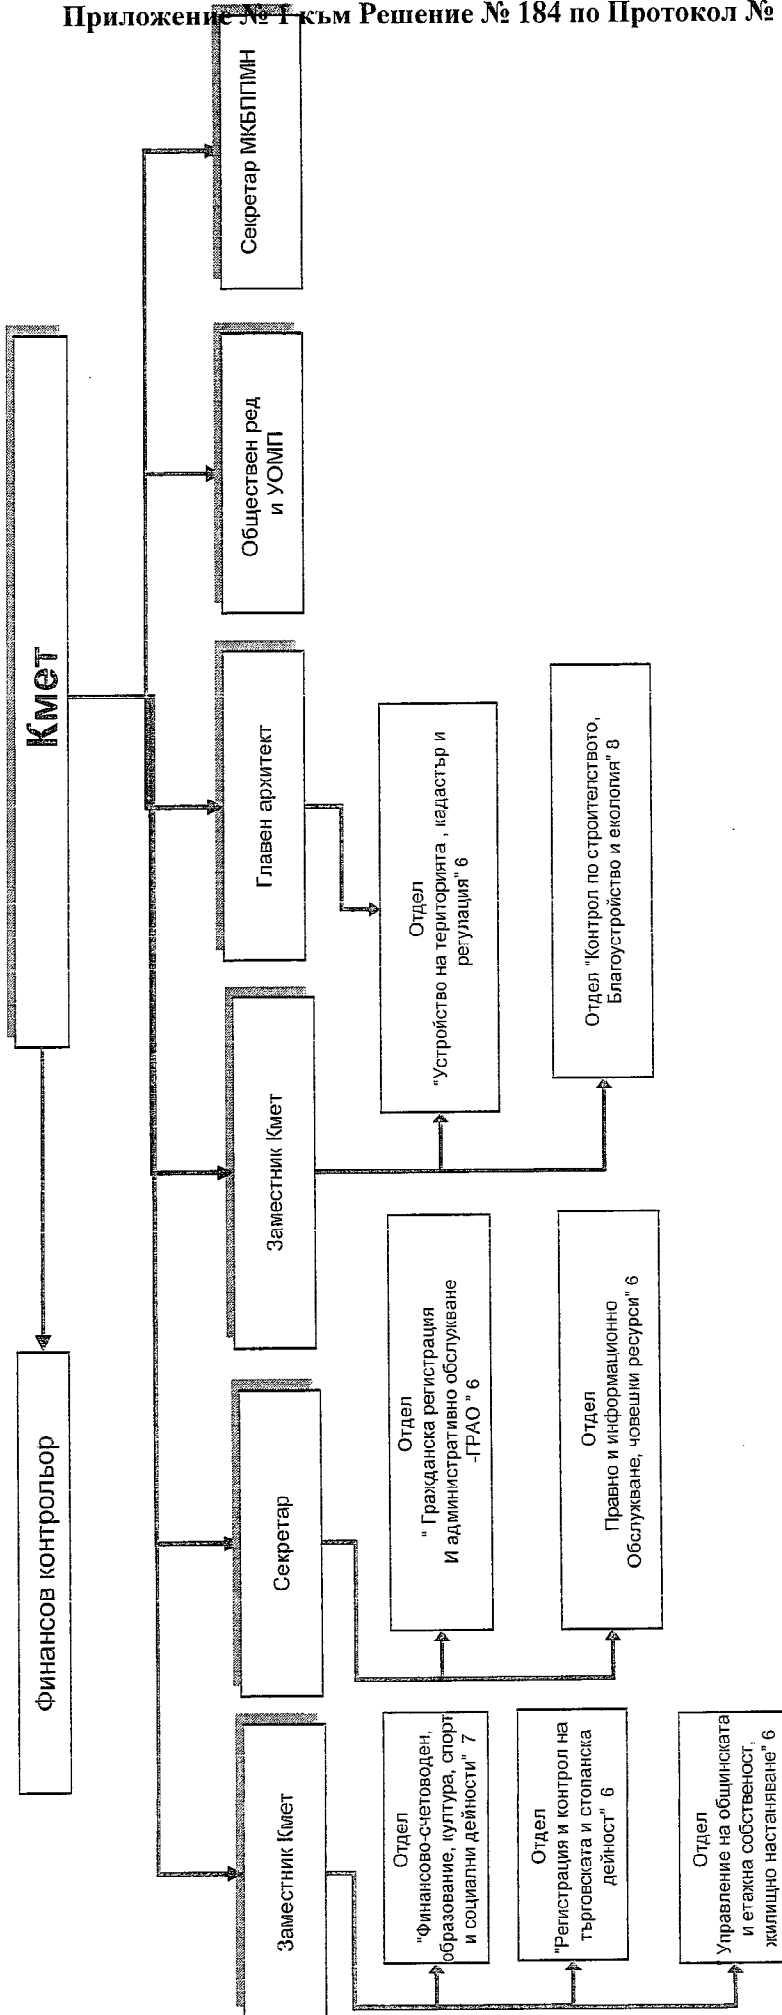 Приложение № 1 към Решение № 184 по Протокол №
Кмет
Финансов контрольор
Заместник Кмет
Секретар
Заместник Кмет
Главен архитект
Обществен ред
и УОМП
Секретар МКБППМН
Отдел
"Финансово-счетоводен,
образование, култура, спорт
и социални дейности" 7
Отдел
"Регистрация и контрол на
търговската и стопанска
дейност" 6
Отдел
Управление на общинската
и етажна собственост,
жилищно настаняване" 6
Отдел
" Гражданска регистрация
И административно обслужване
-ГРАО " 6
Отдел
Правно и информационно
Обслужване, човешки ресурси" 6
Отдел
"Устройство на територията , кадастър и
регулация" 6
Отдел "Контрол по строителството,
Благоустройство и екология" 8